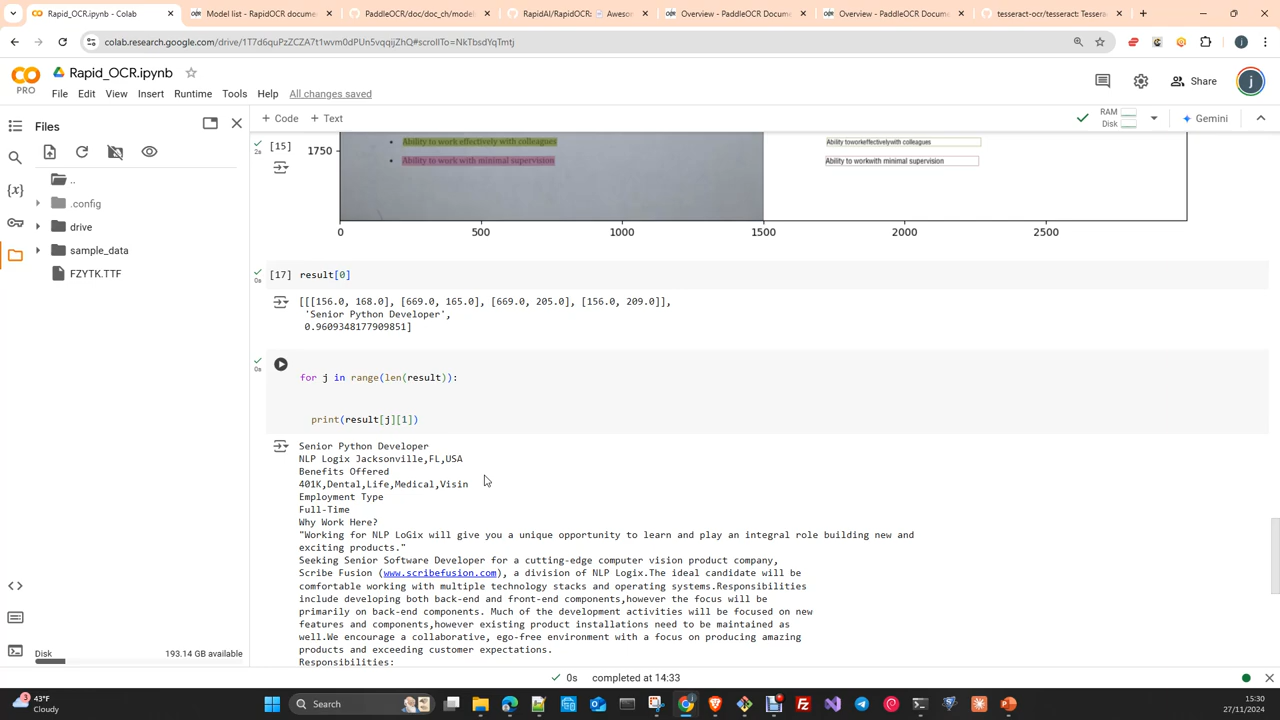 Rapid_OCR.ipynb - Colab
Model list - RapidOCR docume
PaddleOCR/doc/doc_ch/model
RapidAI/RapidOCR:
Awesom
Overview - PaddleOCR Docume
Overview - PaddleOCR Docume
tesseract-ocr/tesseract: Tessera
colab.research.google.com/drive/1T7d6quPzZCZA7t1wvm0dPUn5vqqijZhQ#scrollTo=NkTbsdYqTmtj
Rapid_OCR.ipynb
PRO
File Edit View Insert Runtime Tools Help All changes saved
Share
j
Files
+ Code + Text
RAM
Disk
Gemini
..
.config
drive
sample_data
FZYTK.TTF
2s
[15]
1750
Ability to work effectively with colleagues
Ability to work with minimal supervision
Ability toworkeffectivelywith colleagues
Ability to workwith minimal supervision
0 500 1000 1500 2000 2500
0s
[17] result[0]
[[[156.0, 168.0], [669.0, 165.0], [669.0, 205.0], [156.0, 209.0]],
'Senior Python Developer',
0.9609348177909851]
0s
for j in range(len(result)):
print(result[j][1])
Senior Python Developer
NLP Logix Jacksonville,FL,USA
Benefits Offered
401K,Dental,Life,Medical,Visin
Employment Type
Full-Time
Why Work Here?
"Working for NLP LoGix will give you a unique opportunity to learn and play an integral role building new and
exciting products."
Seeking Senior Software Developer for a cutting-edge computer vision product company,
Scribe Fusion (www.scribefusion.com), a division of NLP Logix.The ideal candidate will be
comfortable working with multiple technology stacks and operating systems.Responsibilities
include developing both back-end and front-end components,however the focus will be
primarily on back-end components. Much of the development activities will be focused on new
features and components,however existing product installations need to be maintained as
well.We encourage a collaborative, ego-free environment with a focus on producing amazing
products and exceeding customer expectations.
Responsibilities:
Disk
193.14 GB available
0s completed at 14:33
3
43°F
Cloudy
Search
15:30
27/11/2024